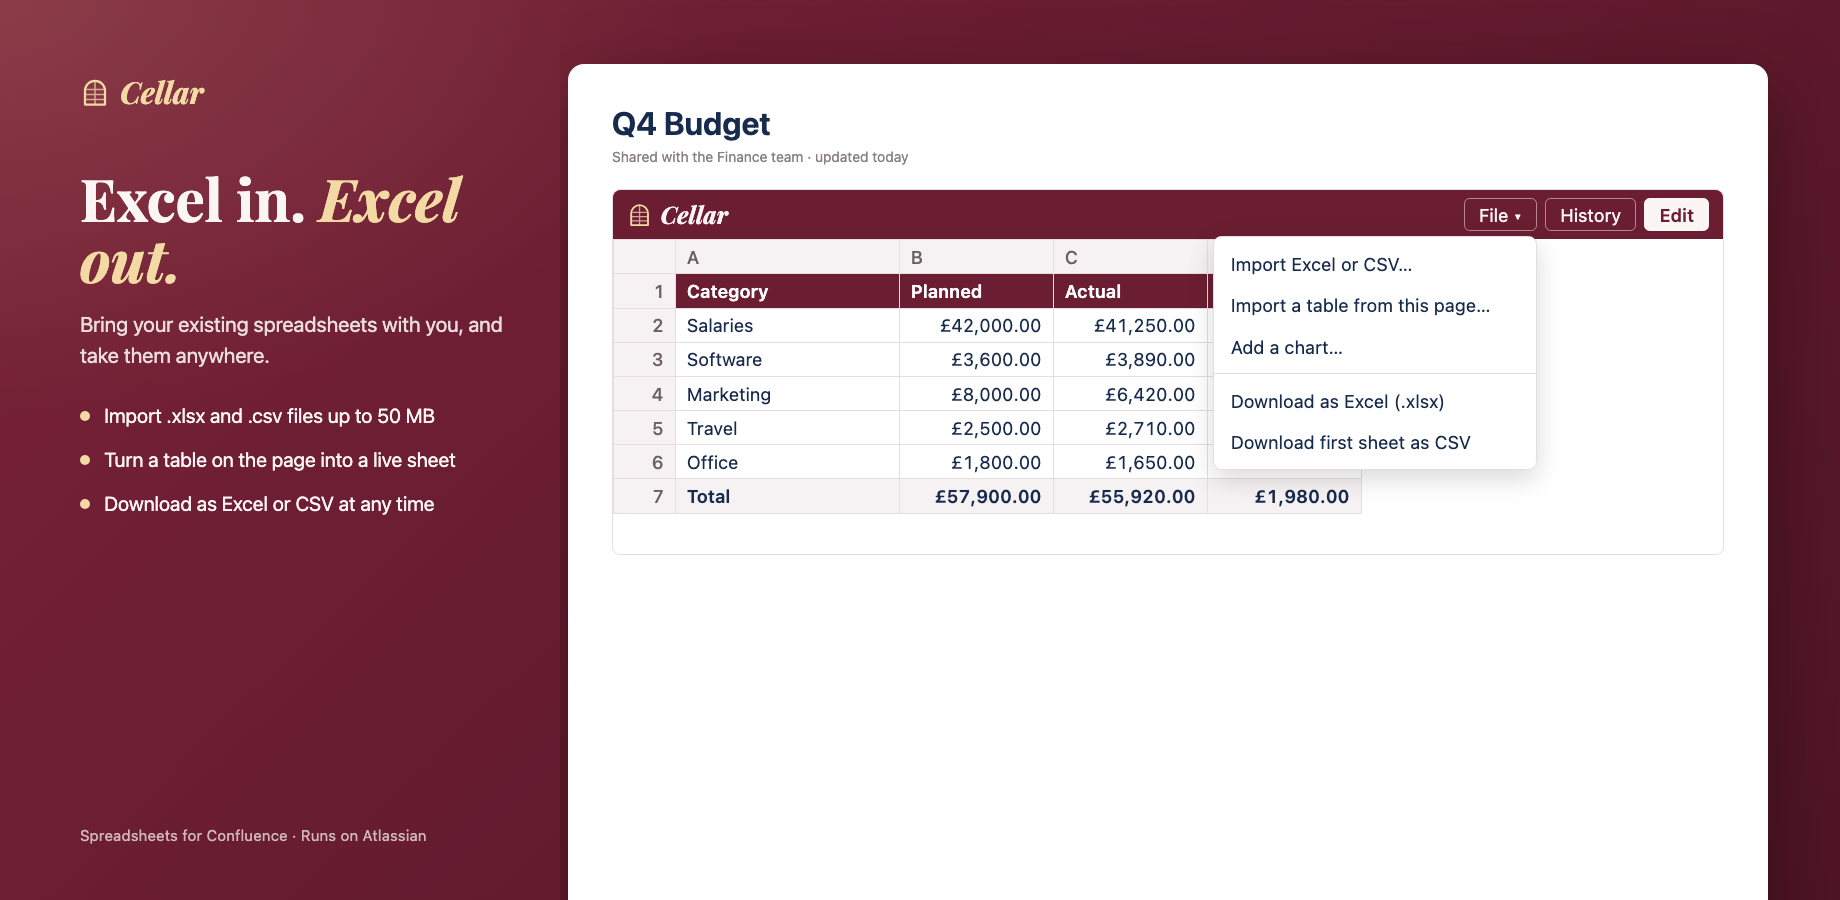 Cellar
Excel in. Excel
out.
Bring your existing spreadsheets with you, and
take them anywhere.
Import .xlsx and .csv files up to 50 MB
Turn a table on the page into a live sheet
Download as Excel or CSV at any time
Spreadsheets for Confluence · Runs on Atlassian
Q4 Budget
Shared with the Finance team · updated today
Cellar
File ▾ History Edit
A B C
1 Category Planned Actual
2 Salaries £42,000.00 £41,250.00
3 Software £3,600.00 £3,890.00
4 Marketing £8,000.00 £6,420.00
5 Travel £2,500.00 £2,710.00
6 Office £1,800.00 £1,650.00
7 Total £57,900.00 £55,920.00 £1,980.00
Import Excel or CSV...
Import a table from this page...
Add a chart...
Download as Excel (.xlsx)
Download first sheet as CSV